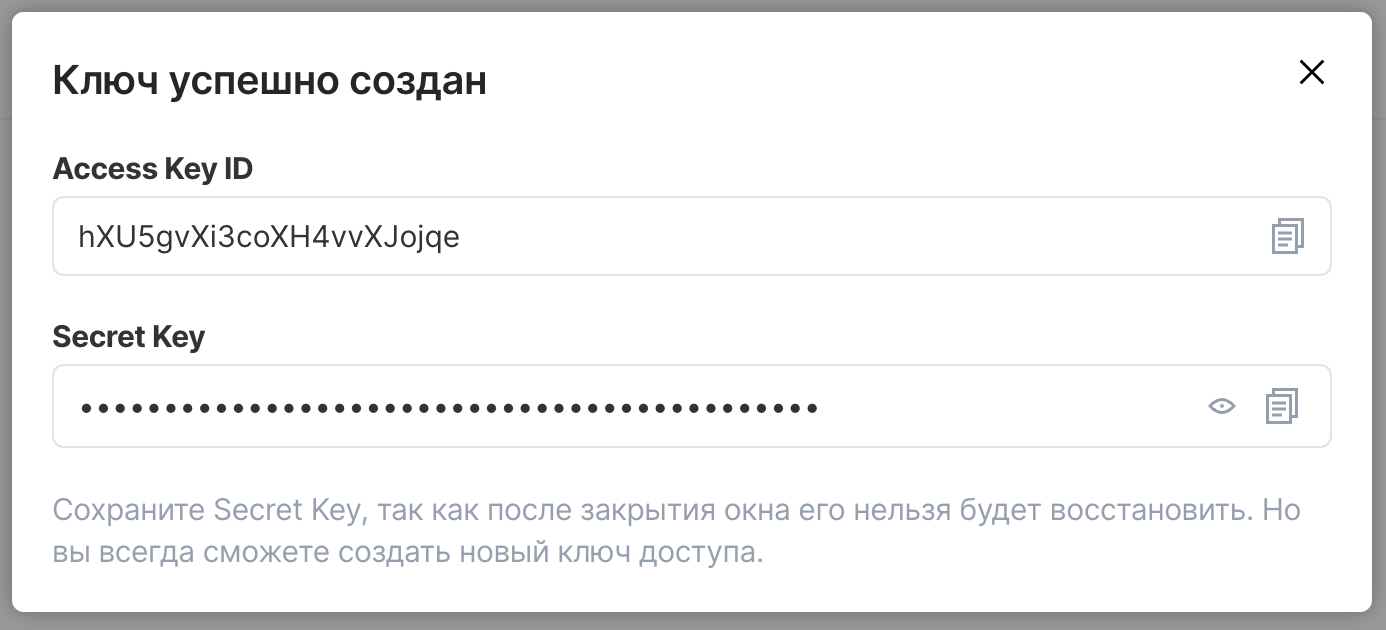 Ключ успешно создан
Access Key ID
hXU5gvXi3coXH4vvXJojqe
Secret Key
••••••••••••••••••••••••••••••••••••••••••••
Сохраните Secret Key, так как после закрытия окна его нельзя будет восстановить. Но
вы всегда сможете создать новый ключ доступа.